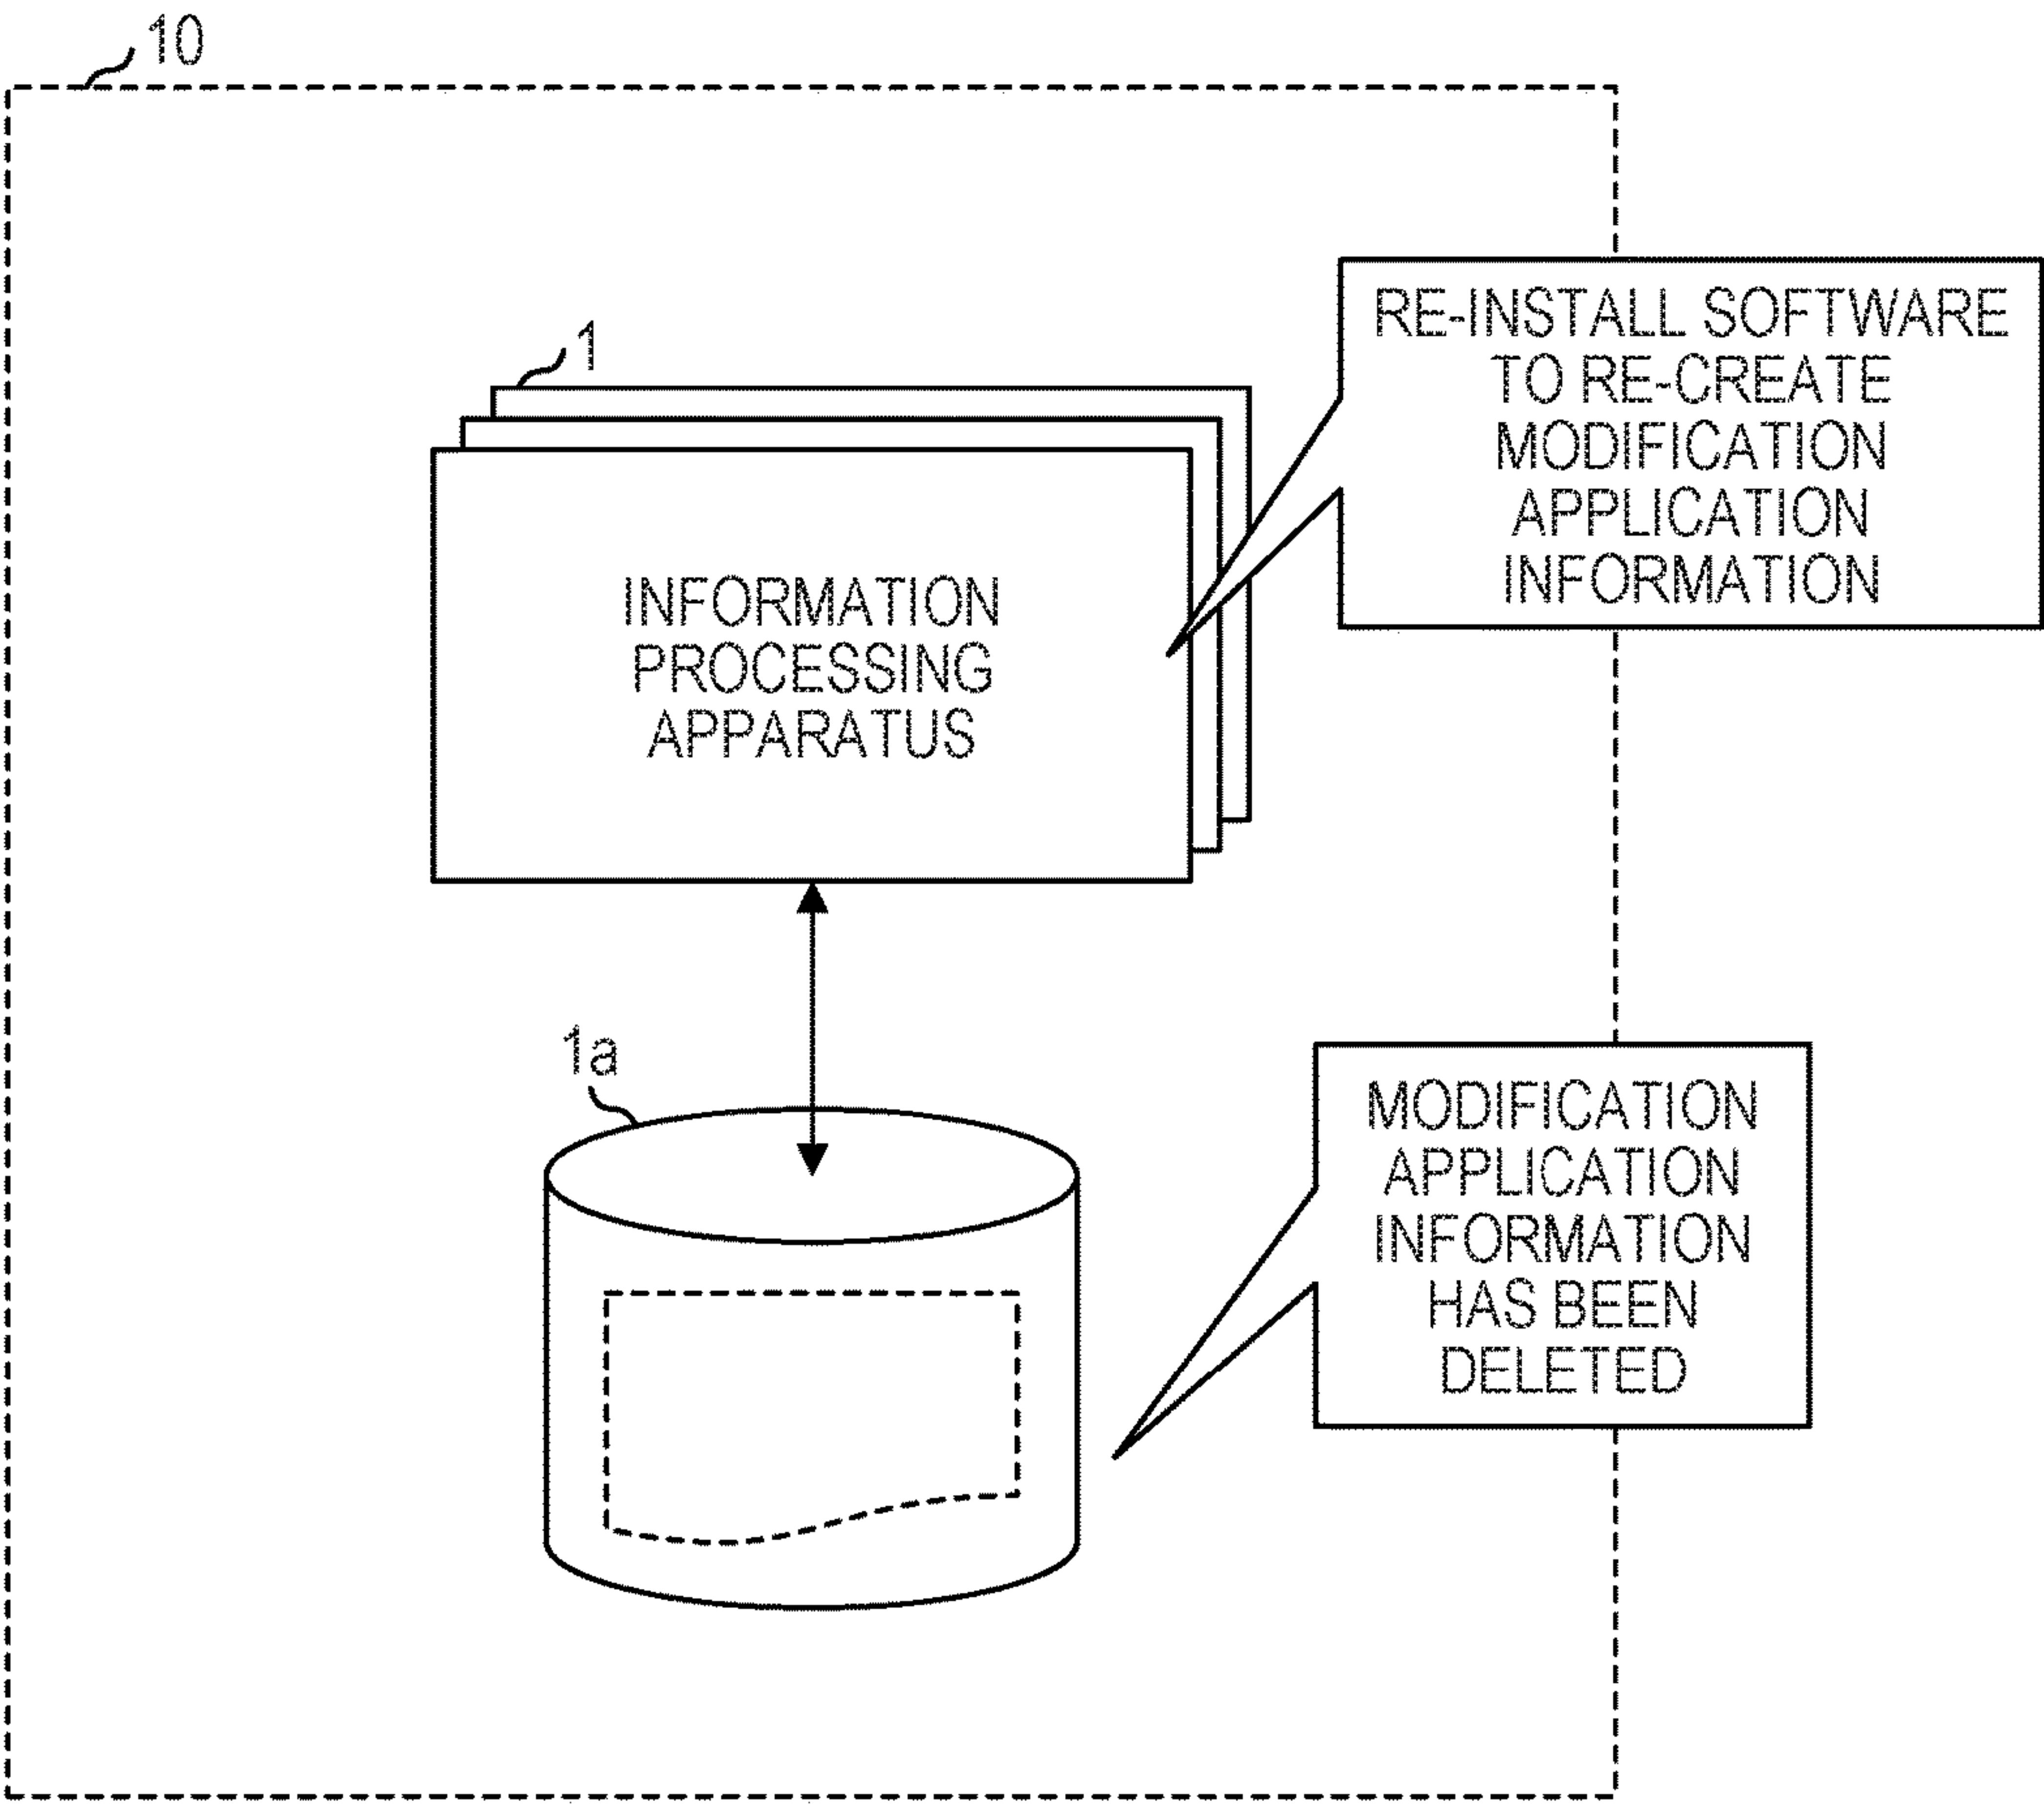 10
1
RE-INSTALL SOFTWARE
TO RE-CREATE
MODIFICATION
APPLICATION
INFORMATION
INFORMATION
PROCESSING
APPARATUS
1a
MODIFICATION
APPLICATION
INFORMATION
HAS BEEN
DELETED